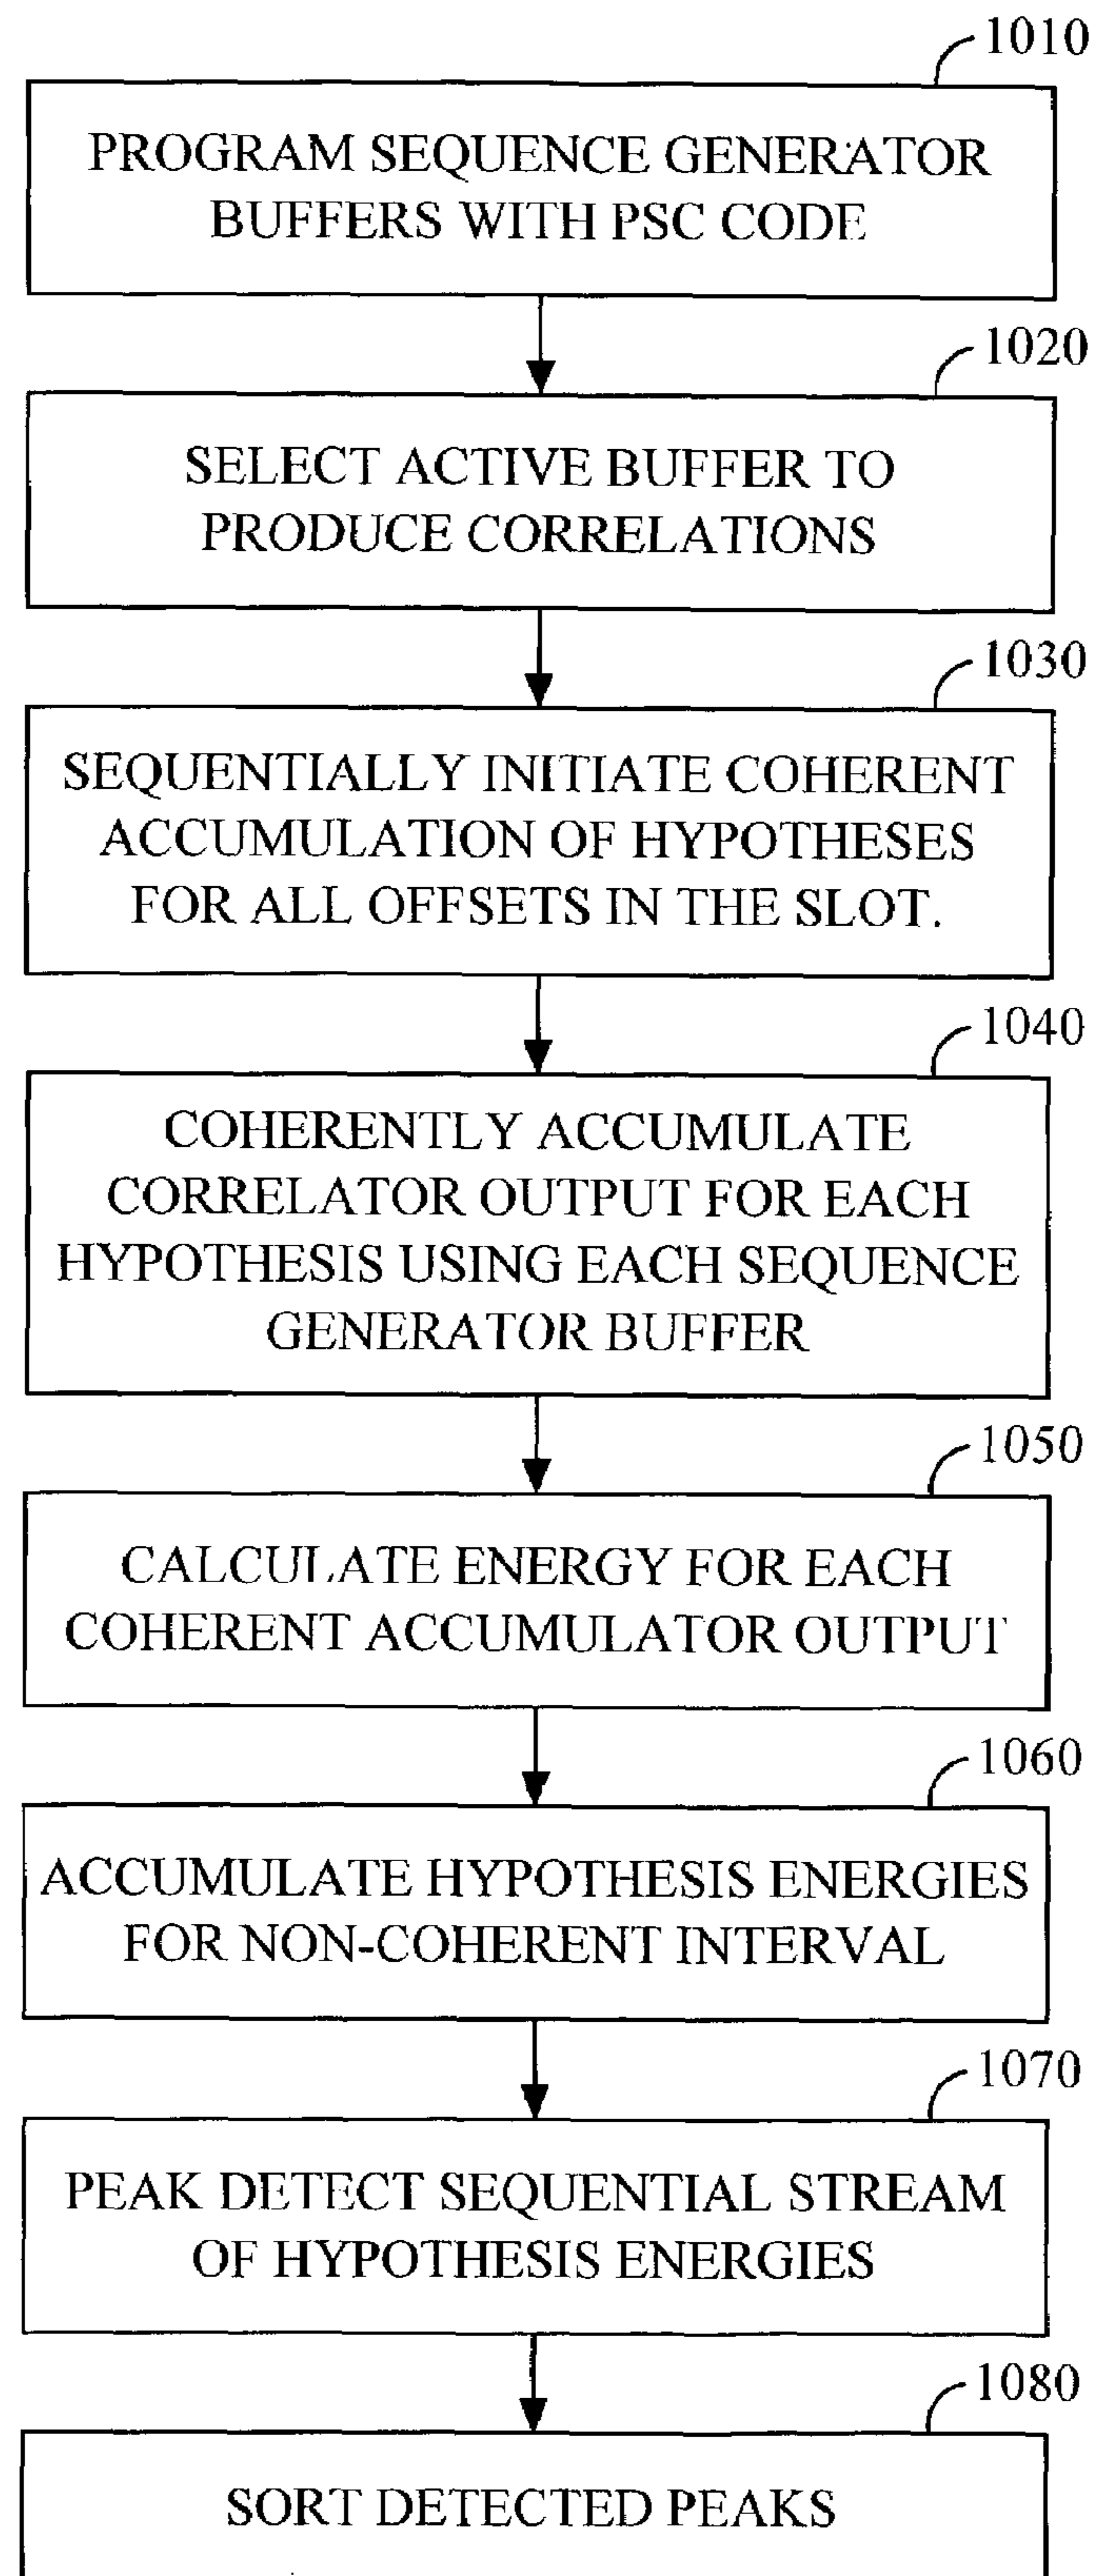 1010
PROGRAM SEQUENCE GENERATOR
BUFFERS WITH PSC CODE
1020
SELECT ACTIVE BUFFER TO
PRODUCE CORRELATIONS
1030
SEQUENTIALLY INITIATE COHERENT
ACCUMULATION OF HYPOTHESES
FOR ALL OFFSETS IN THE SLOT.
1040
COHERENTLY ACCUMULATE
CORRELATOR OUTPUT FOR EACH
HYPOTHESIS USING EACH SEQUENCE
GENERATOR BUFFER
1050
CALCULATE ENERGY FOR EACH
COHERENT ACCUMULATOR OUTPUT
1060
ACCUMULATE HYPOTHESIS ENERGIES
FOR NON-COHERENT INTERVAL
1070
PEAK DETECT SEQUENTIAL STREAM
OF HYPOTHESIS ENERGIES
1080
SORT DETECTED PEAKS